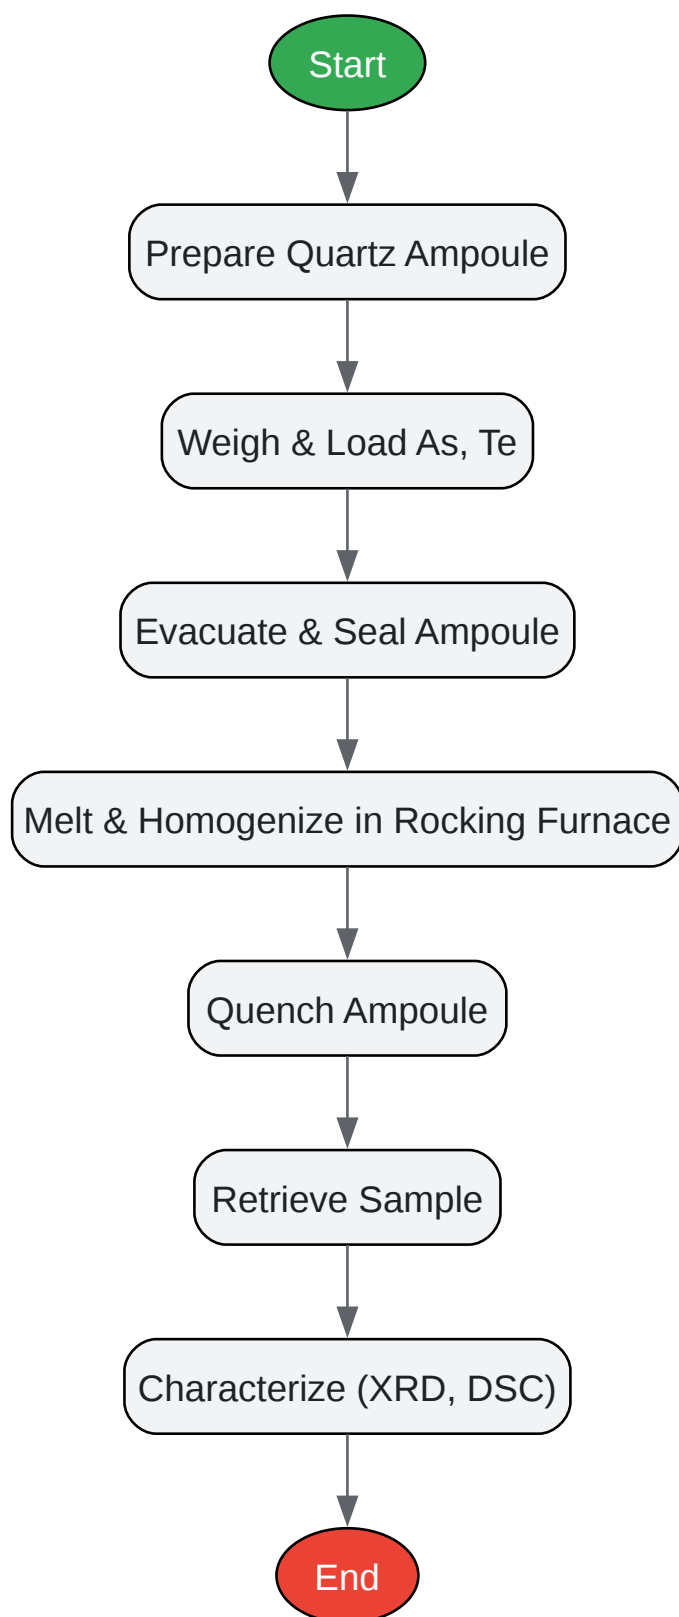 Start
Prepare Quartz Ampoule
Weigh & Load As, Te
Evacuate & Seal Ampoule
Melt & Homogenize in Rocking Furnace
Quench Ampoule
Retrieve Sample
Characterize (XRD, DSC)
End